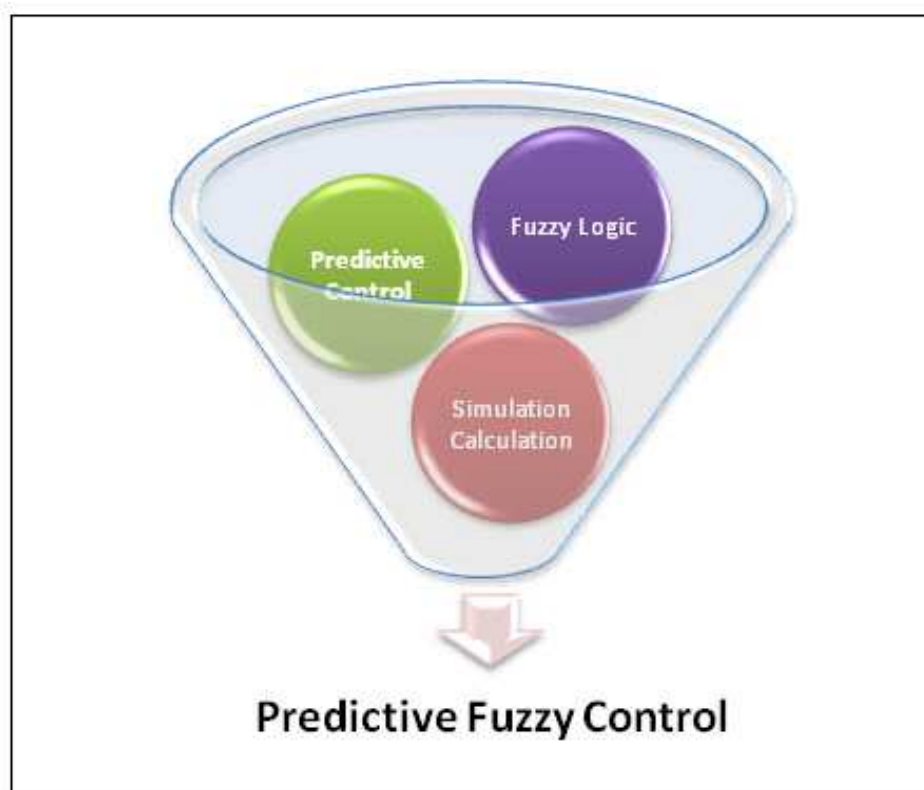 Fuzzy Logic
Predictive
Control
Simulation
Calculation
Predictive Fuzzy Control